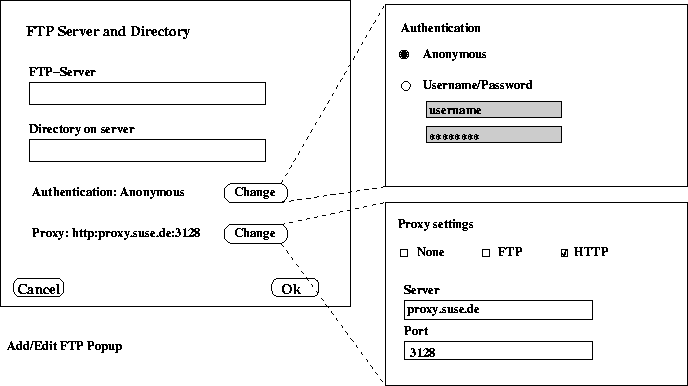 FTP Server and Directory
FTP-Server
Directory on server
Authentication: Anonymous
Change
Proxy: http:proxy.suse.de:3128
Change
Cancel
Ok
Add/Edit FTP Popup
Authentication
Anonymous
Username/Password
username
********
Proxy settings
None
FTP
HTTP
Server
proxy.suse.de
Port
3128